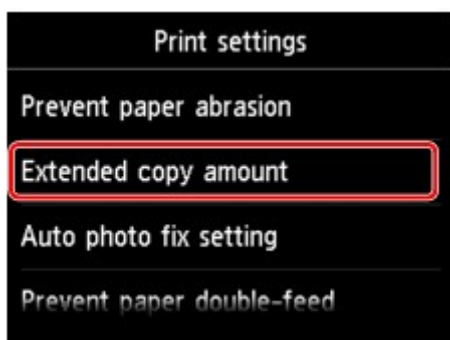 Print settings
Prevent paper abrasion
Extended copy amount
Auto photo fix setting
Prevent paper double-feed